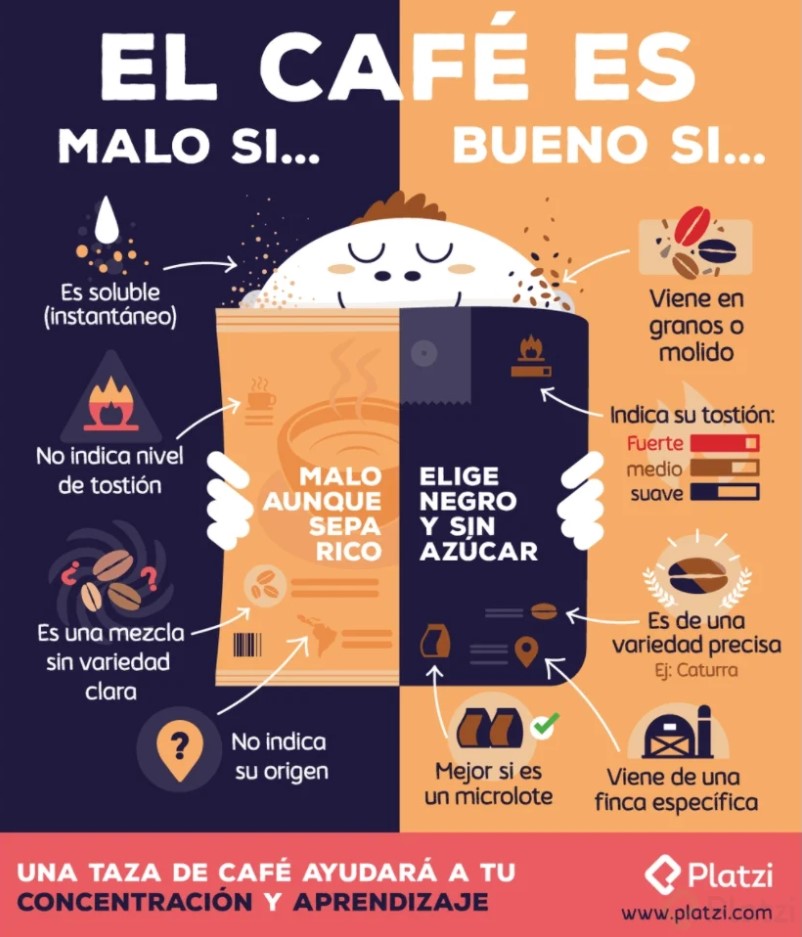 EL CAFÉ ES
MALO SI...
BUENO SI...
Es soluble
(instantáneo)
No indica nivel
de tostión
Es una mezcla
sin variedad
clara
No indica
su origen
MALO
AUNQUE
SEPA
RICO
ELIGE
NEGRO
Y SIN
AZÚCAR
Viene en
granos o
molido
Indica su tostión:
Fuerte
medio
suave
Es de una
variedad precisa
Ej: Caturra
Mejor si es
un microlote
Viene de una
finca específica
UNA TAZA DE CAFÉ AYUDARÁ A TU
CONCENTRACIÓN Y APRENDIZAJE
Platzi
www.platzi.com
Platzi